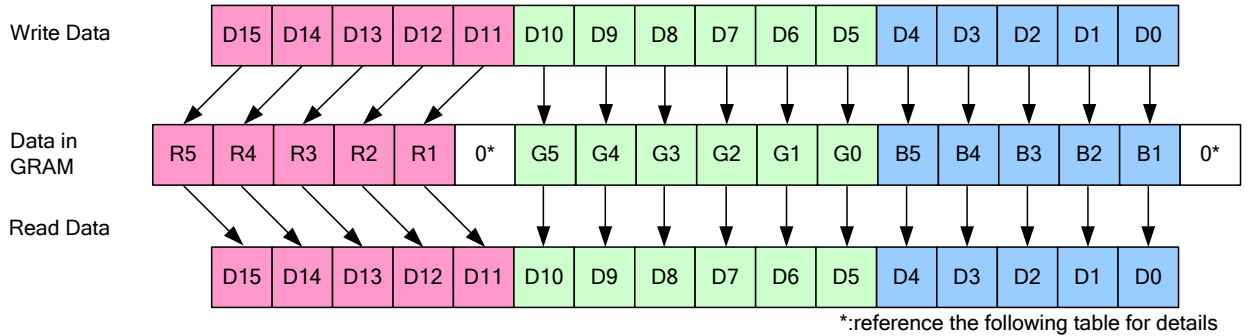 Write Data D15 D14 D13 D12 D11 D10 D9 D8 D7 D6 D5 D4 D3 D2 D1 D0
Data in
GRAM R5 R4 R3 R2 R1 0* G5 G4 G3 G2 G1 G0 B5 B4 B3 B2 B1 0*
Read Data
D15 D14 D13 D12 D11 D10 D9 D8 D7 D6 D5 D4 D3 D2 D1 D0
*:reference the following table for details